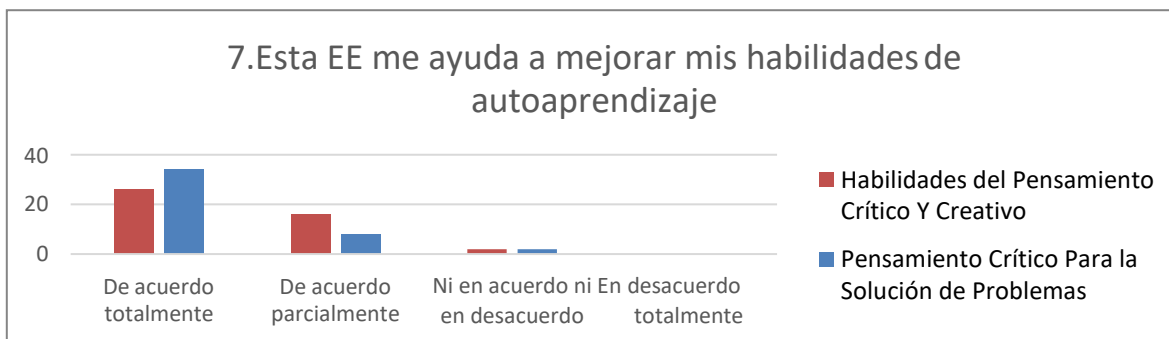 7.Esta EE me ayuda a mejorar mis habilidades de
autoaprendizaje
40
20
0
De acuerdo
totalmente
De acuerdo
parcialmente
Ni en acuerdo ni
en desacuerdo
En desacuerdo
totalmente
Habilidades del Pensamiento
Crítico Y Creativo
Pensamiento Crítico Para la
Solución de Problemas